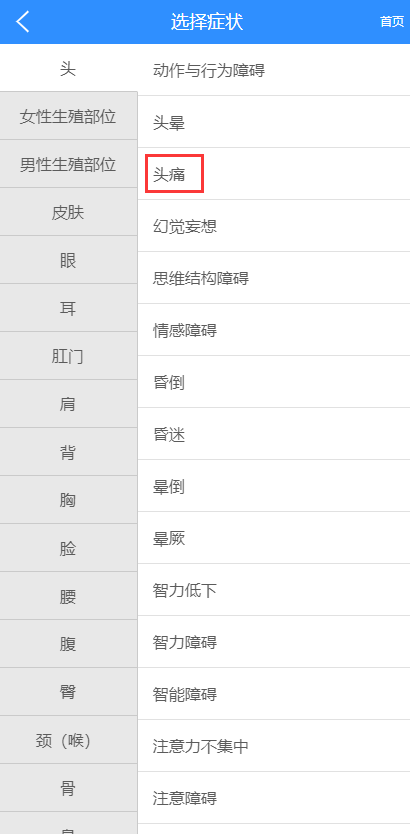 选择症状
首页
头
女性生殖部位
男性生殖部位
皮肤
眼
耳
肛门
肩
背
胸
脸
腰
腹
臀
颈（喉）
骨
动作与行为障碍
头晕
头痛
幻觉妄想
思维结构障碍
情感障碍
昏倒
昏迷
晕倒
晕厥
智力低下
智力障碍
智能障碍
注意力不集中
注意障碍